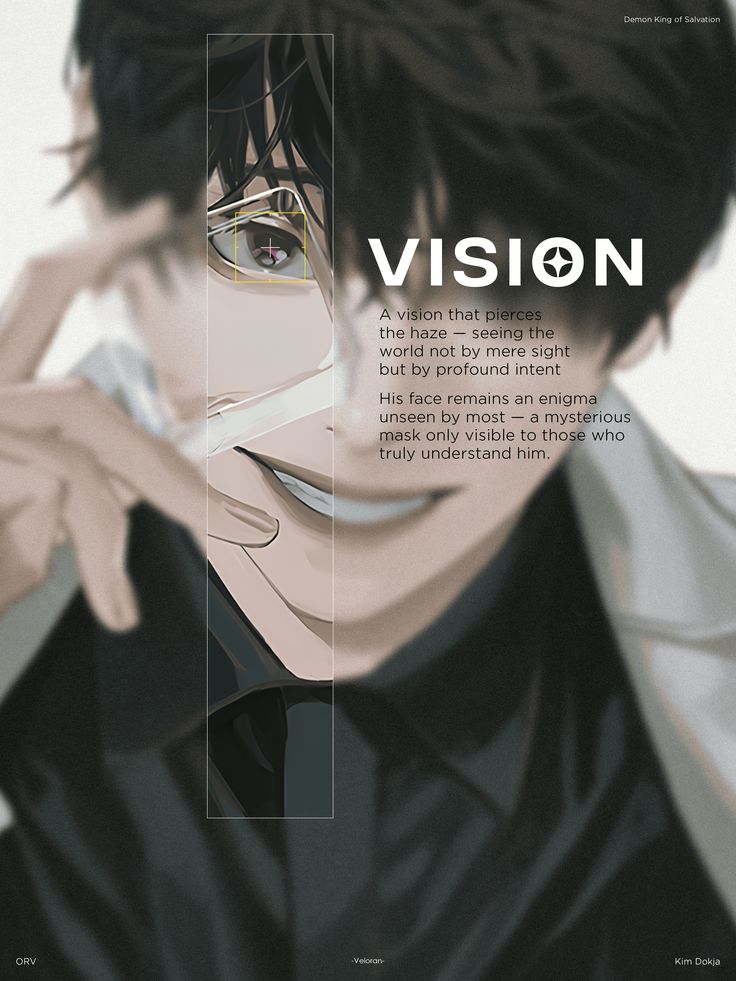 Demon King of Salvation
VISION
A vision that pierces
the haze — seeing the
world not by mere sight
but by profound intent
His face remains an enigma
unseen by most — a mysterious
mask only visible to those who
truly understand him.
ORV
-Veloran-
Kim Dokja